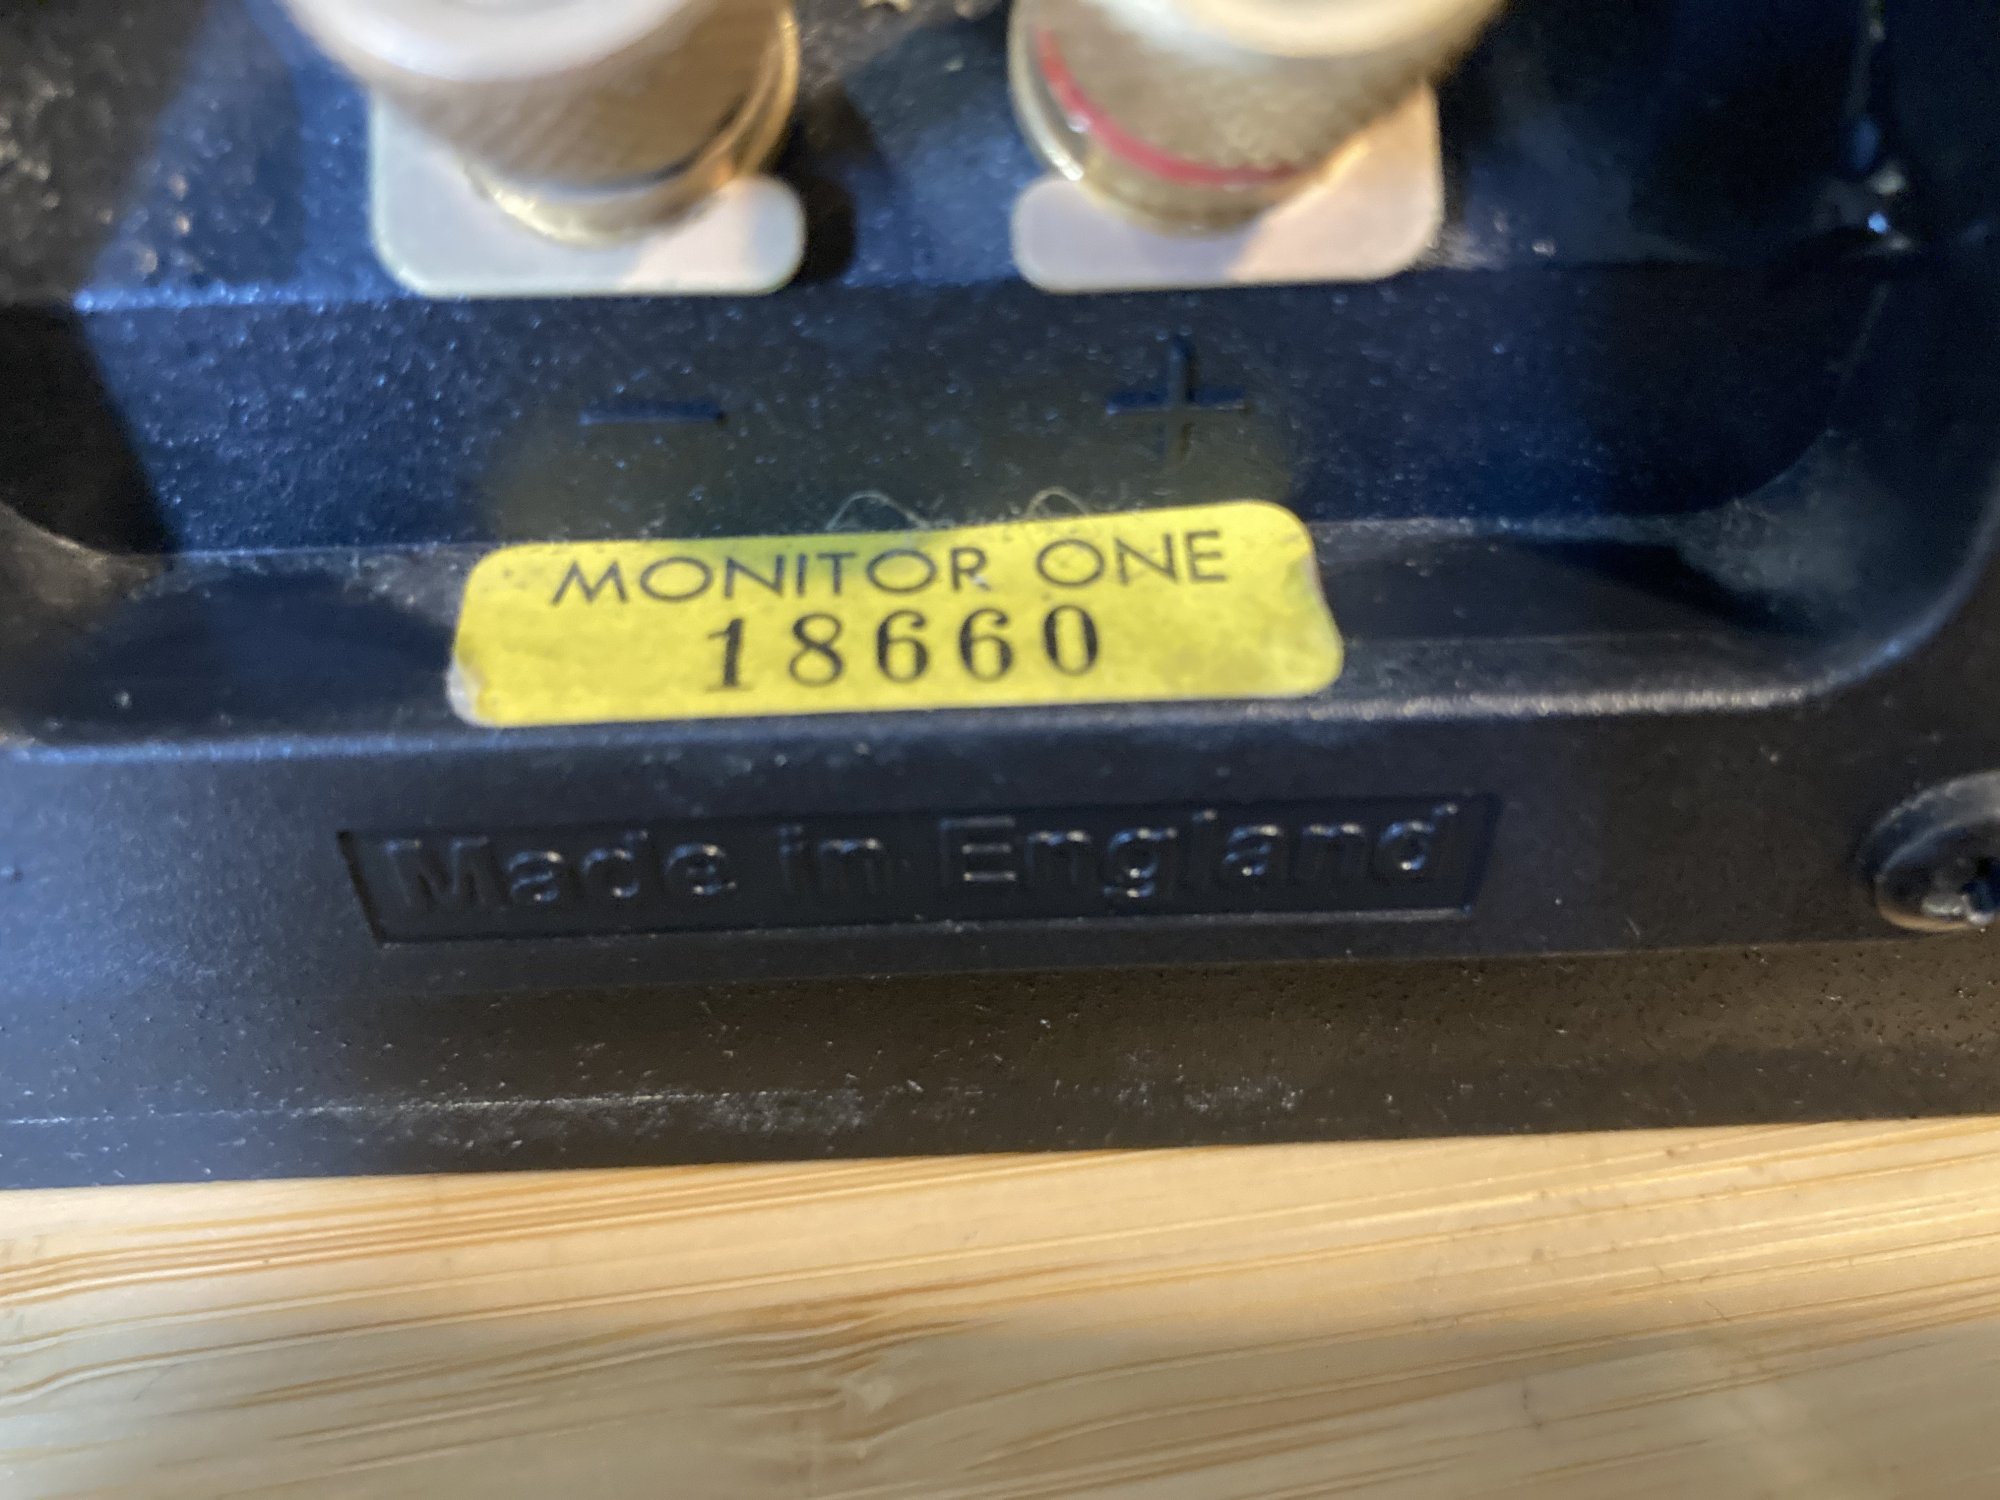 - +
MONITOR ONE
18660
Made in England